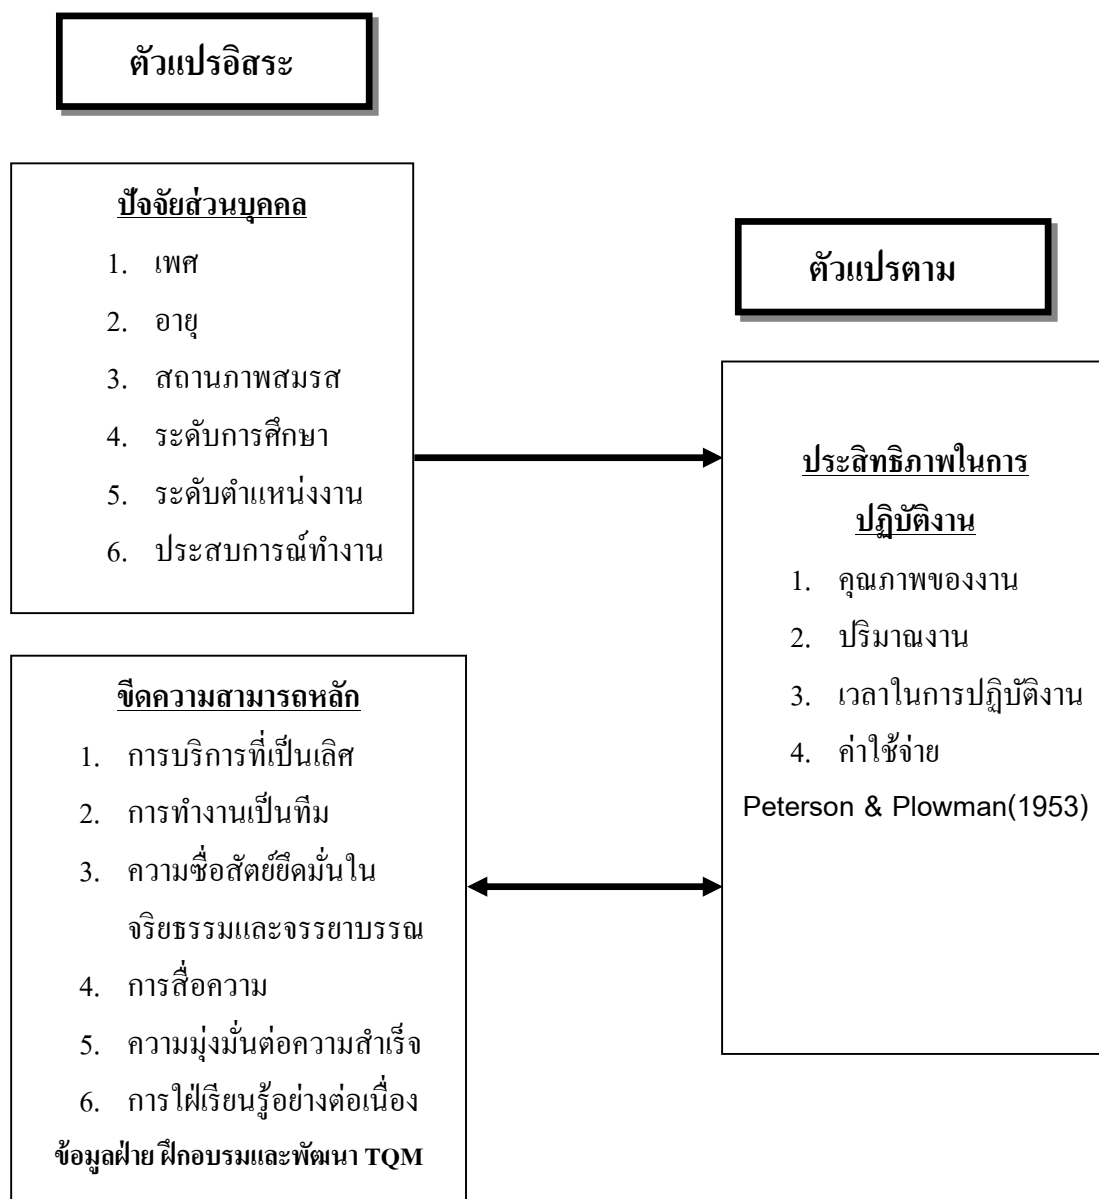 ตัวแปรอิสระ
ปัจจัยส่วนบุคคล
1. เพศ
2. อายุ
3. สถานภาพสมรส
4. ระดับการศึกษา
5. ระดับตำแหน่งงาน
6. ประสบการณ์ทำงาน
ขีดความสามารถหลัก
1. การบริการที่เป็นเลิศ
2. การทำงานเป็นทีม
3. ความซื่อสัตย์ยึดมั่นใน
จริยธรรมและจรรยาบรรณ
4. การสื่อความ
5. ความมุ่งมั่นต่อความสำเร็จ
6. การใฝ่เรียนรู้อย่างต่อเนื่อง
ข้อมูลฝ่าย ฝึกอบรมและพัฒนา TQM
ตัวแปรตาม
ประสิทธิภาพในการ
ปฏิบัติงาน
1. คุณภาพของงาน
2. ปริมาณงาน
3. เวลาในการปฏิบัติงาน
4. ค่าใช้จ่าย
Peterson & Plowman(1953)